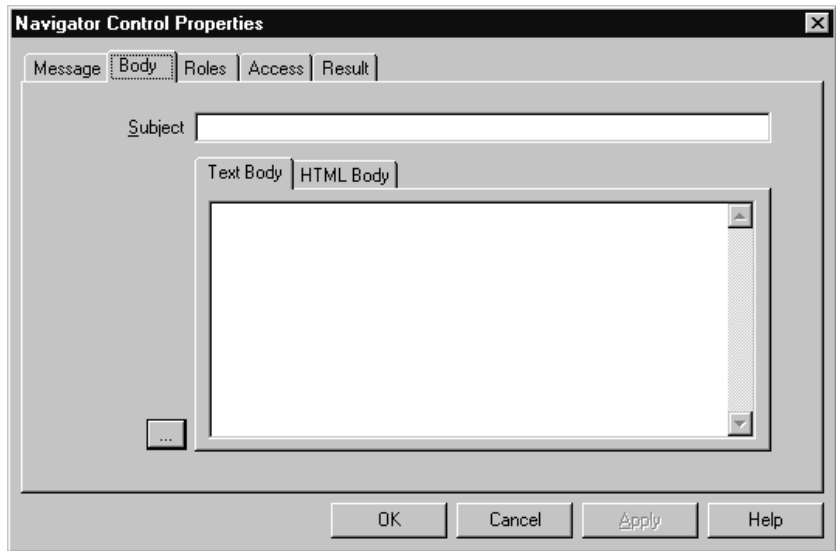 Navigator Control Properties
Message Body Roles Access Result
Subject
Text Body HTML Body
...
OK Cancel Apply Help